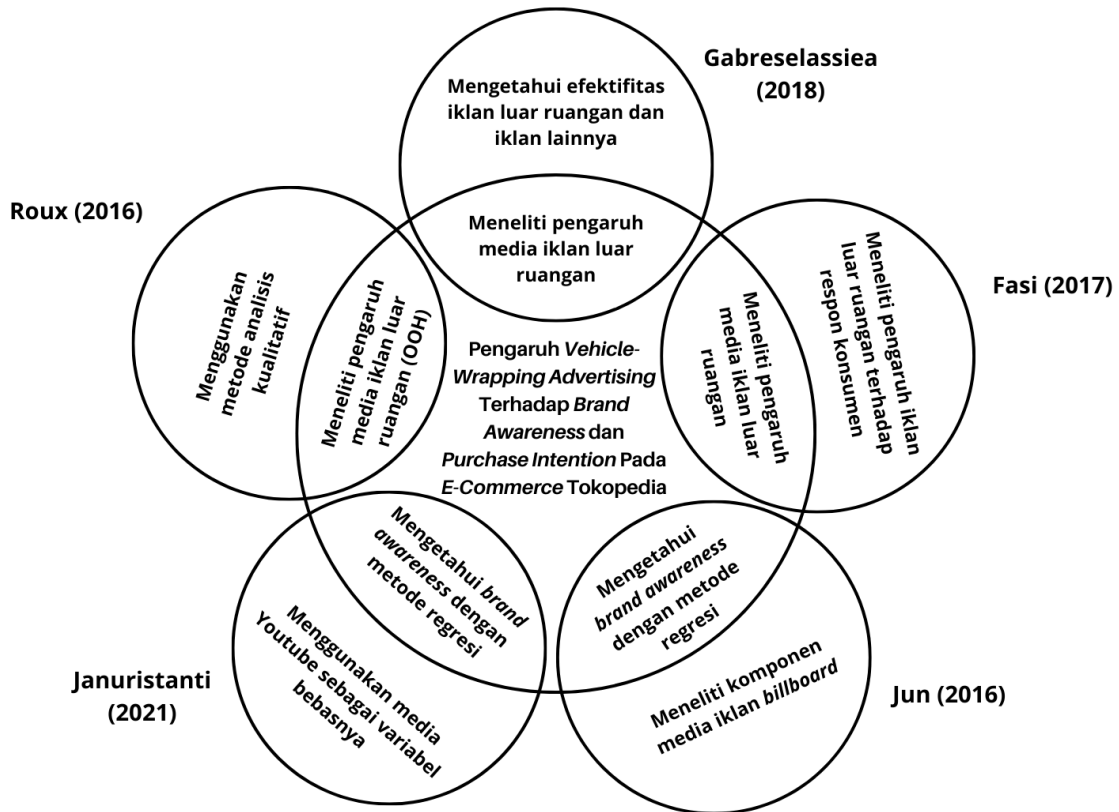 Gabreselassiea
(2018)
Mengetahui efektifitas
iklan luar ruangan dan
iklan lainnya
Meneliti pengaruh
media iklan luar
ruangan
Roux (2016)
Menggunakan
metode analisis
kualitatif
Meneliti pengaruh
media iklan luar
ruangan (OOH)
Pengaruh Vehicle-
Wrapping Advertising
Terhadap Brand
Awareness dan
Purchase Intention Pada
E-Commerce Tokopedia
Meneliti pengaruh
media iklan luar
ruangan
Meneliti pengaruh iklan
luar ruangan terhadap
respon konsumen
Fasi (2017)
Mengetahui brand
awareness dengan
metode regresi
Menggunakan media
Youtube sebagai variabel
bebasnya
Januristanti
(2021)
Mengetahui
brand awareness
dengan metode
regresi
Meneliti komponen
media iklan billboard
Jun (2016)